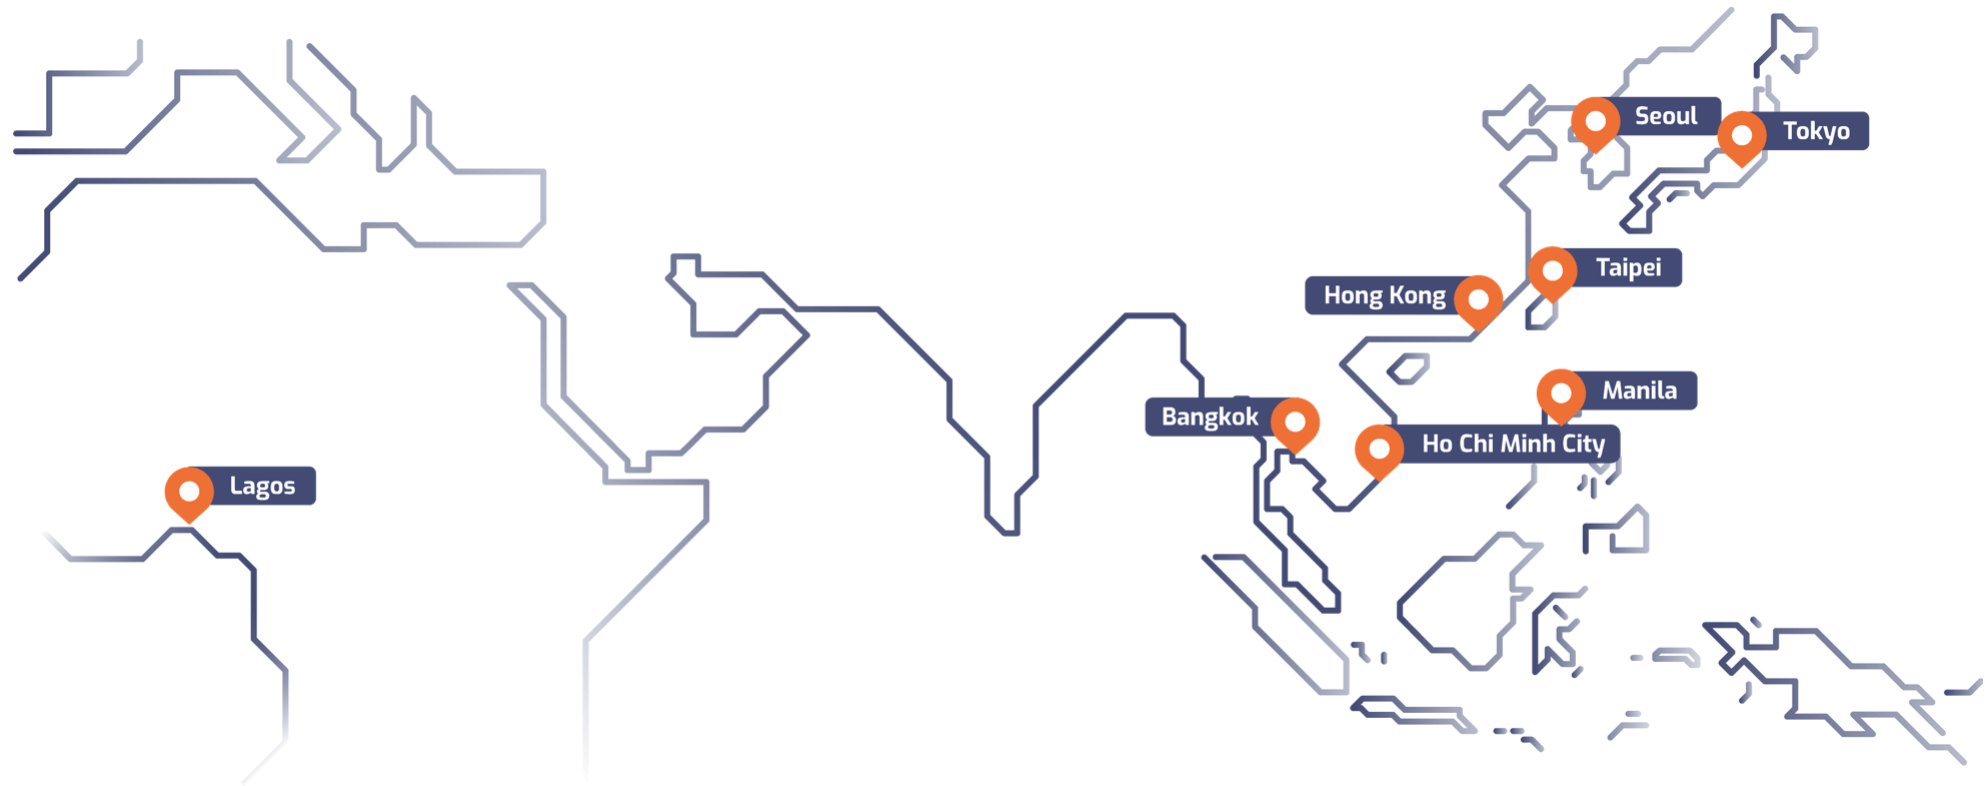 Seoul
Tokyo
Taipei
Hong Kong
Manila
Bangkok
Ho Chi Minh City
Lagos